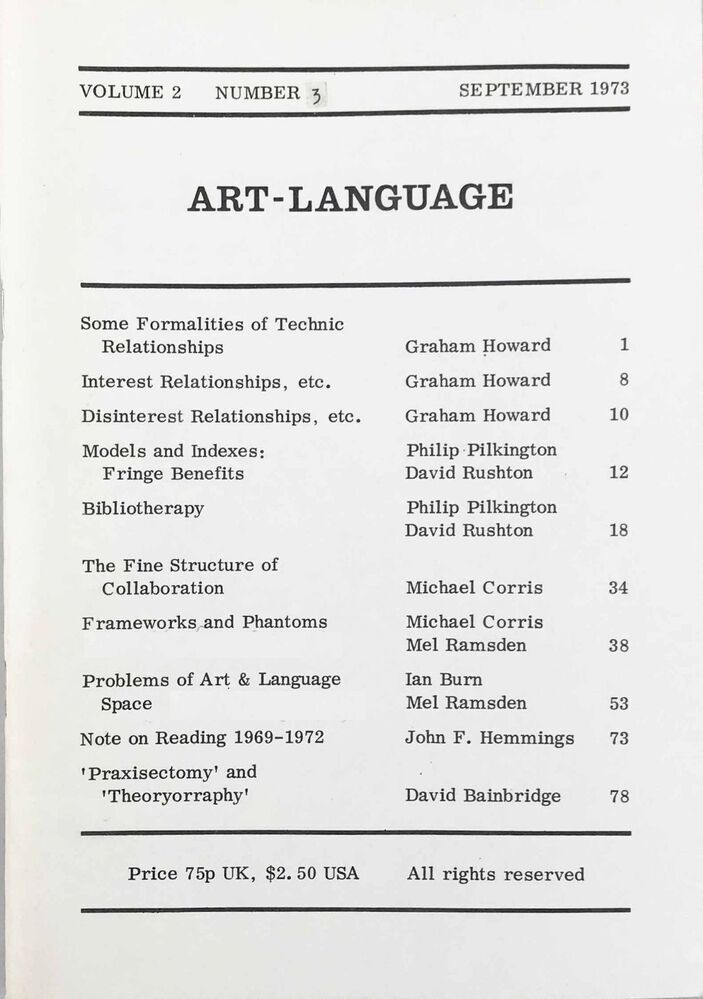 VOLUME 2 NUMBER 3 SEPTEMBER 1973
ART-LANGUAGE
Some Formalities of Technic
Relationships Graham Howard 1
Interest Relationships, etc. Graham Howard 8
Disinterest Relationships, etc. Graham Howard 10
Models and Indexes: Philip Pilkington
Fringe Benefits David Rushton 12
Bibliotherapy Philip Pilkington
David Rushton 18
The Fine Structure of
Collaboration Michael Corris 34
Frameworks and Phantoms Michael Corris
Mel Ramsden 38
Problems of Art & Language Ian Burn
Space Mel Ramsden 53
Note on Reading 1969-1972 John F. Hemmings 73
'Praxisectomy' and
'Theoryorraphy' David Bainbridge 78
Price 75p UK, $2.50 USA All rights reserved